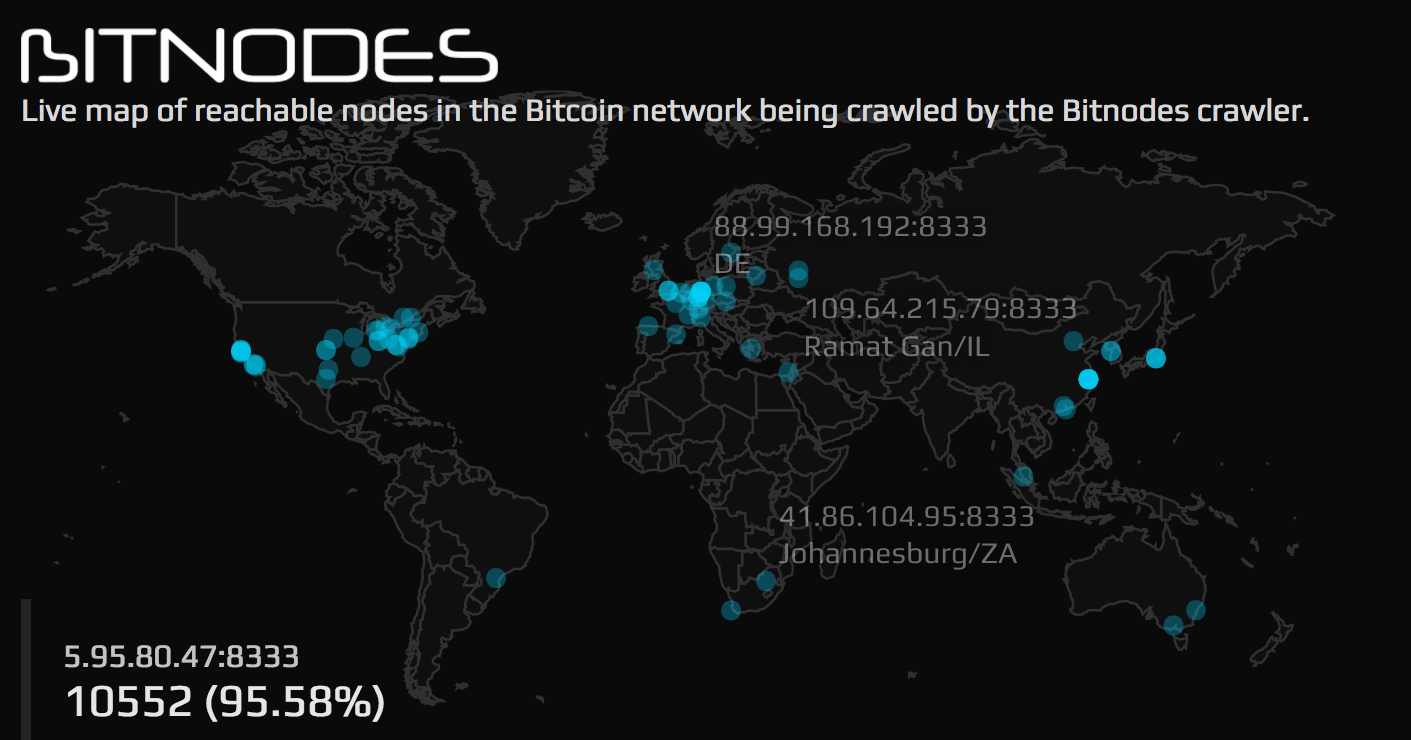 BITNODES
Live map of reachable nodes in the Bitcoin network being crawled by the Bitnodes crawler.
88.99.168.192:8333
DE
109.64.215.79:8333
Ramat Gan/IL
41.86.104.95:8333
Johannesburg/ZA
5.95.80.47:8333
10552 (95.58%)